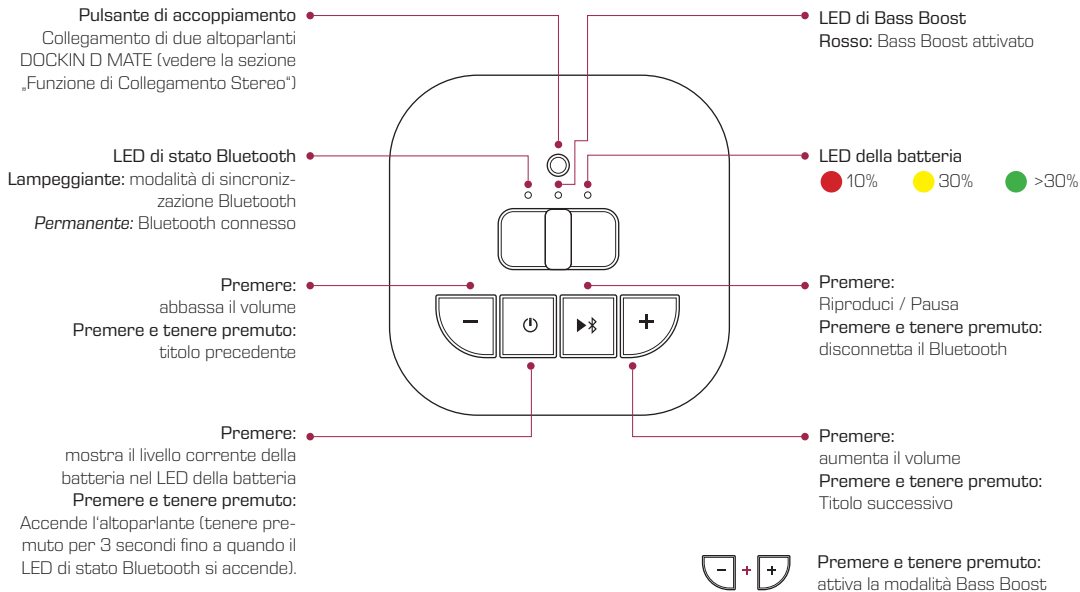 Pulsante di accoppiamento
Collegamento di due altoparlanti
DOCKIN D MATE (vedere la sezione
„Funzione di Collegamento Stereo“)
LED di stato Bluetooth
Lampeggiante: modalità di sincroniz-
zazione Bluetooth
Permanente: Bluetooth connesso
Premere:
abbassa il volume
Premere e tenere premuto:
titolo precedente
Premere:
mostra il livello corrente della
batteria nel LED della batteria
Premere e tenere premuto:
Accende l‘altoparlante (tenere pre-
muto per 3 secondi fino a quando il
LED di stato Bluetooth si accende).
LED di Bass Boost
Rosso: Bass Boost attivato
LED della batteria
10% 30% >30%
Premere:
Riproduci / Pausa
Premere e tenere premuto:
disconnetta il Bluetooth
Premere:
aumenta il volume
Premere e tenere premuto:
Titolo successivo
- + +
Premere e tenere premuto:
attiva la modalità Bass Boost